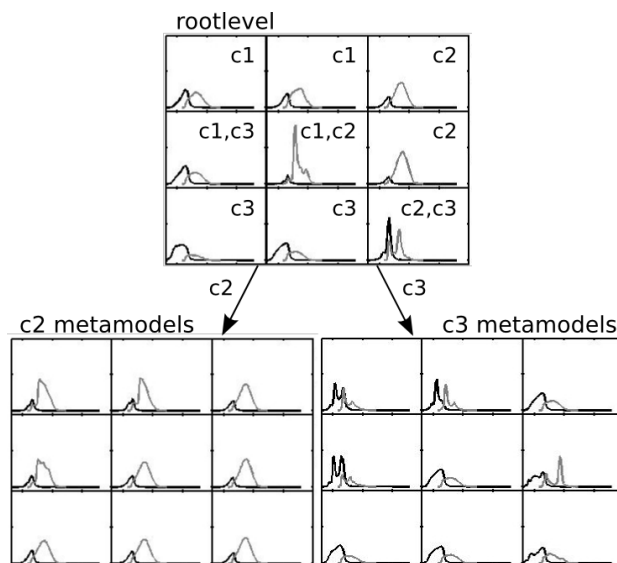 rootlevel
c1 c1 c2
c1,c3 c1,c2 c2
c3 c3 c2,c3
c2 c3
c2 metamodels c3 metamodels